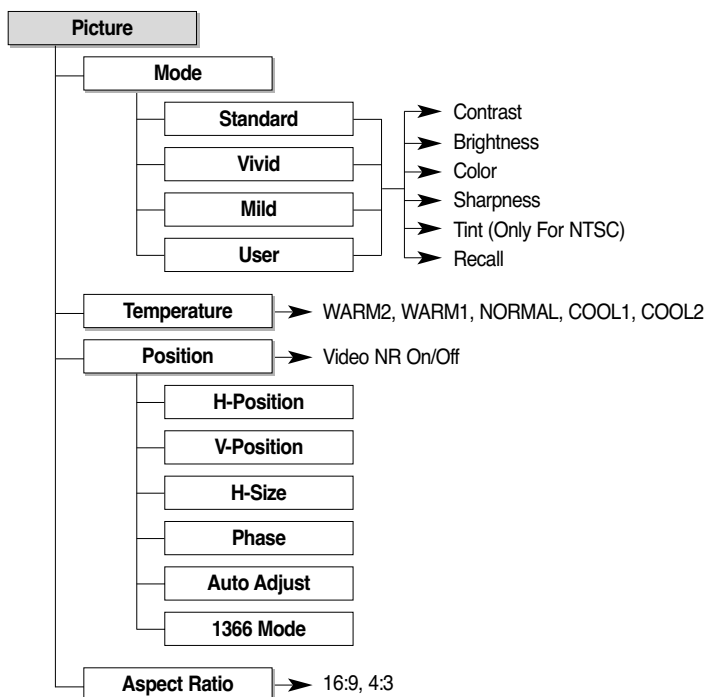 Picture
Mode
Standard
Vivid
Mild
User
Contrast
Brightness
Color
Sharpness
Tint (Only For NTSC)
Recall
Temperature
WARM2, WARM1, NORMAL, COOL1, COOL2
Position
Video NR On/Off
H-Position
V-Position
H-Size
Phase
Auto Adjust
1366 Mode
Aspect Ratio
16:9, 4:3